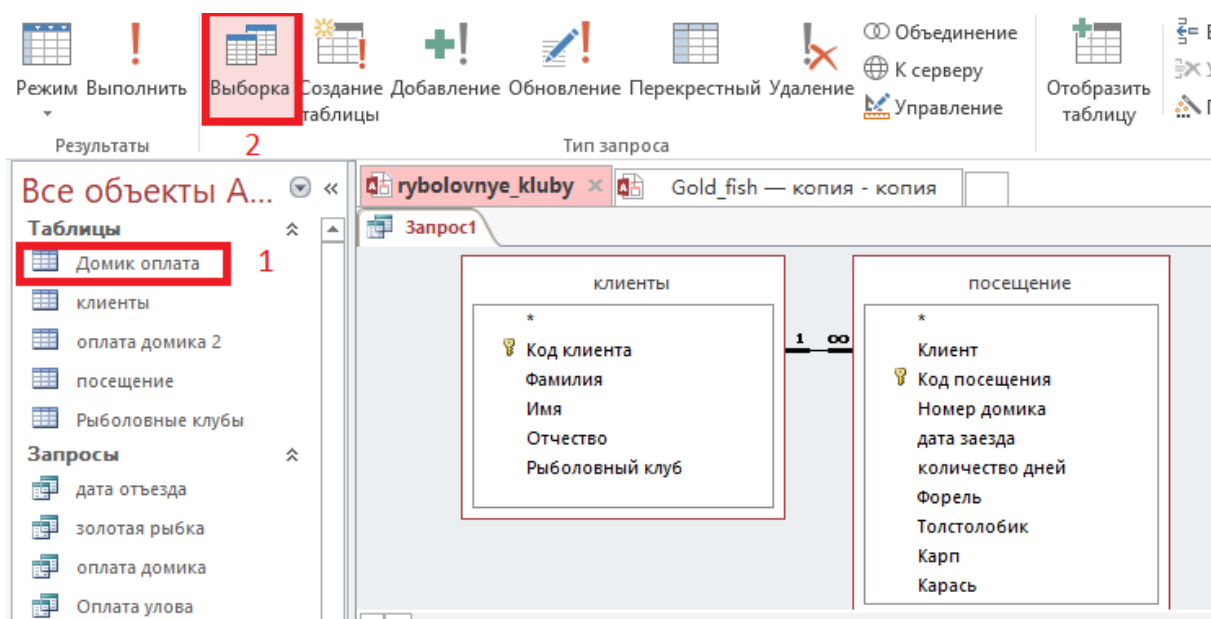 Режим
Выполнить
Выборка
Создание
таблицы
Добавление
Обновление
Перекрестный
Удаление
Объединение
К серверу
Управление
Отобразить
таблицу
Результаты
2
Тип запроса
Все объекты А...
«
Таблицы
Домик оплата
1
клиенты
оплата домика 2
посещение
Рыболовные клубы
Запросы
дата отъезда
золотая рыбка
оплата домика
Оплата улова
rybolovnye_kluby
Gold_fish — копия - копия
Запрос1
клиенты
*
Код клиента
Фамилия
Имя
Отчество
Рыболовный клуб
1 ∞
посещение
*
Клиент
Код посещения
Номер домика
дата заезда
количество дней
Форель
Толстолобик
Карп
Карась